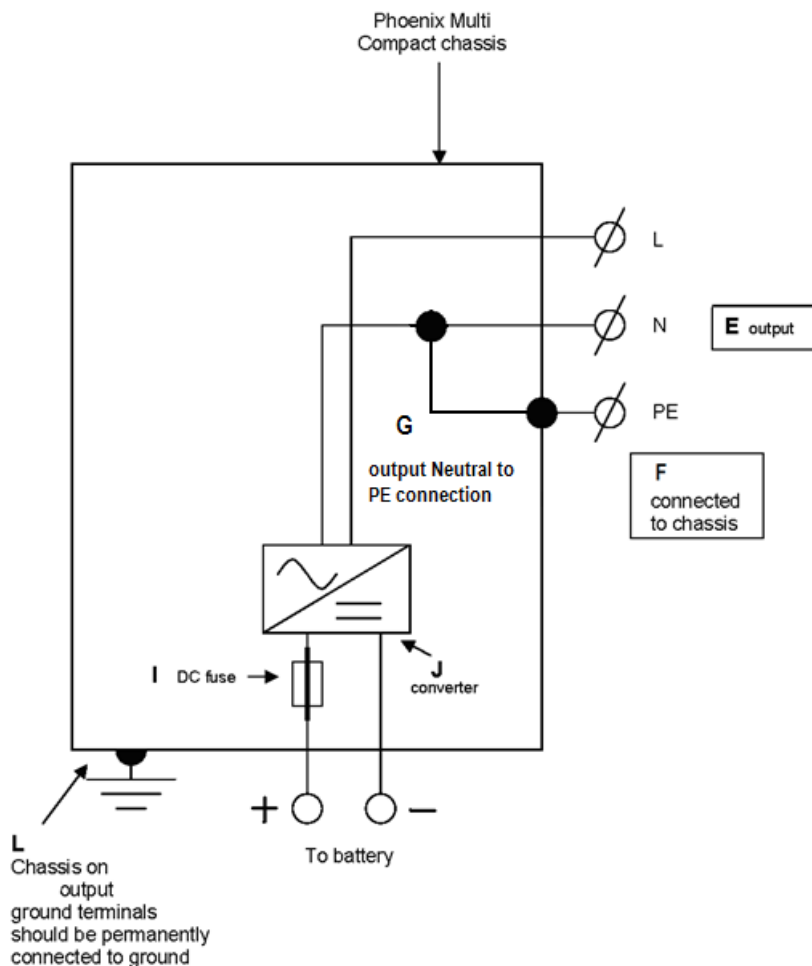 Phoenix Multi
Compact chassis
L
N
E output
PE
G
output Neutral to
PE connection
F
connected
to chassis
I DC fuse
J
converter
+
−
To battery
L
Chassis on
output
ground terminals
should be permanently
connected to ground